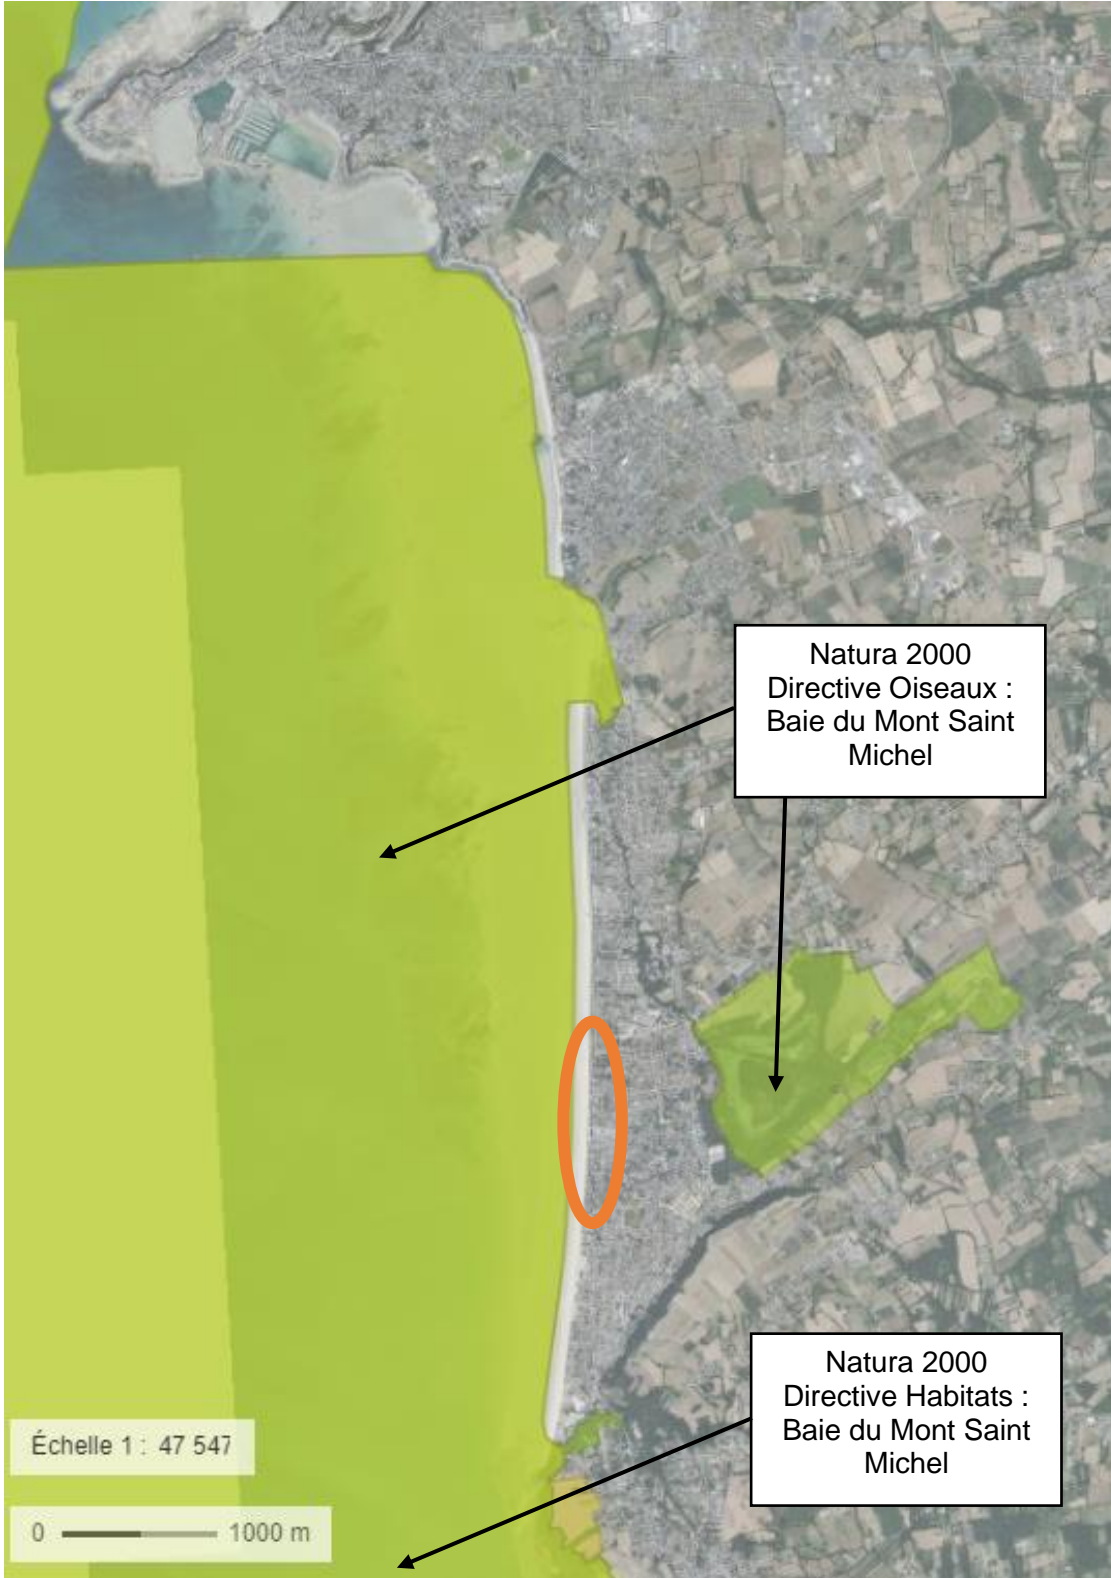 Natura 2000
Directive Oiseaux :
Baie du Mont Saint
Michel
Natura 2000
Directive Habitats :
Baie du Mont Saint
Michel
Échelle 1 : 47 547
0 1000 m